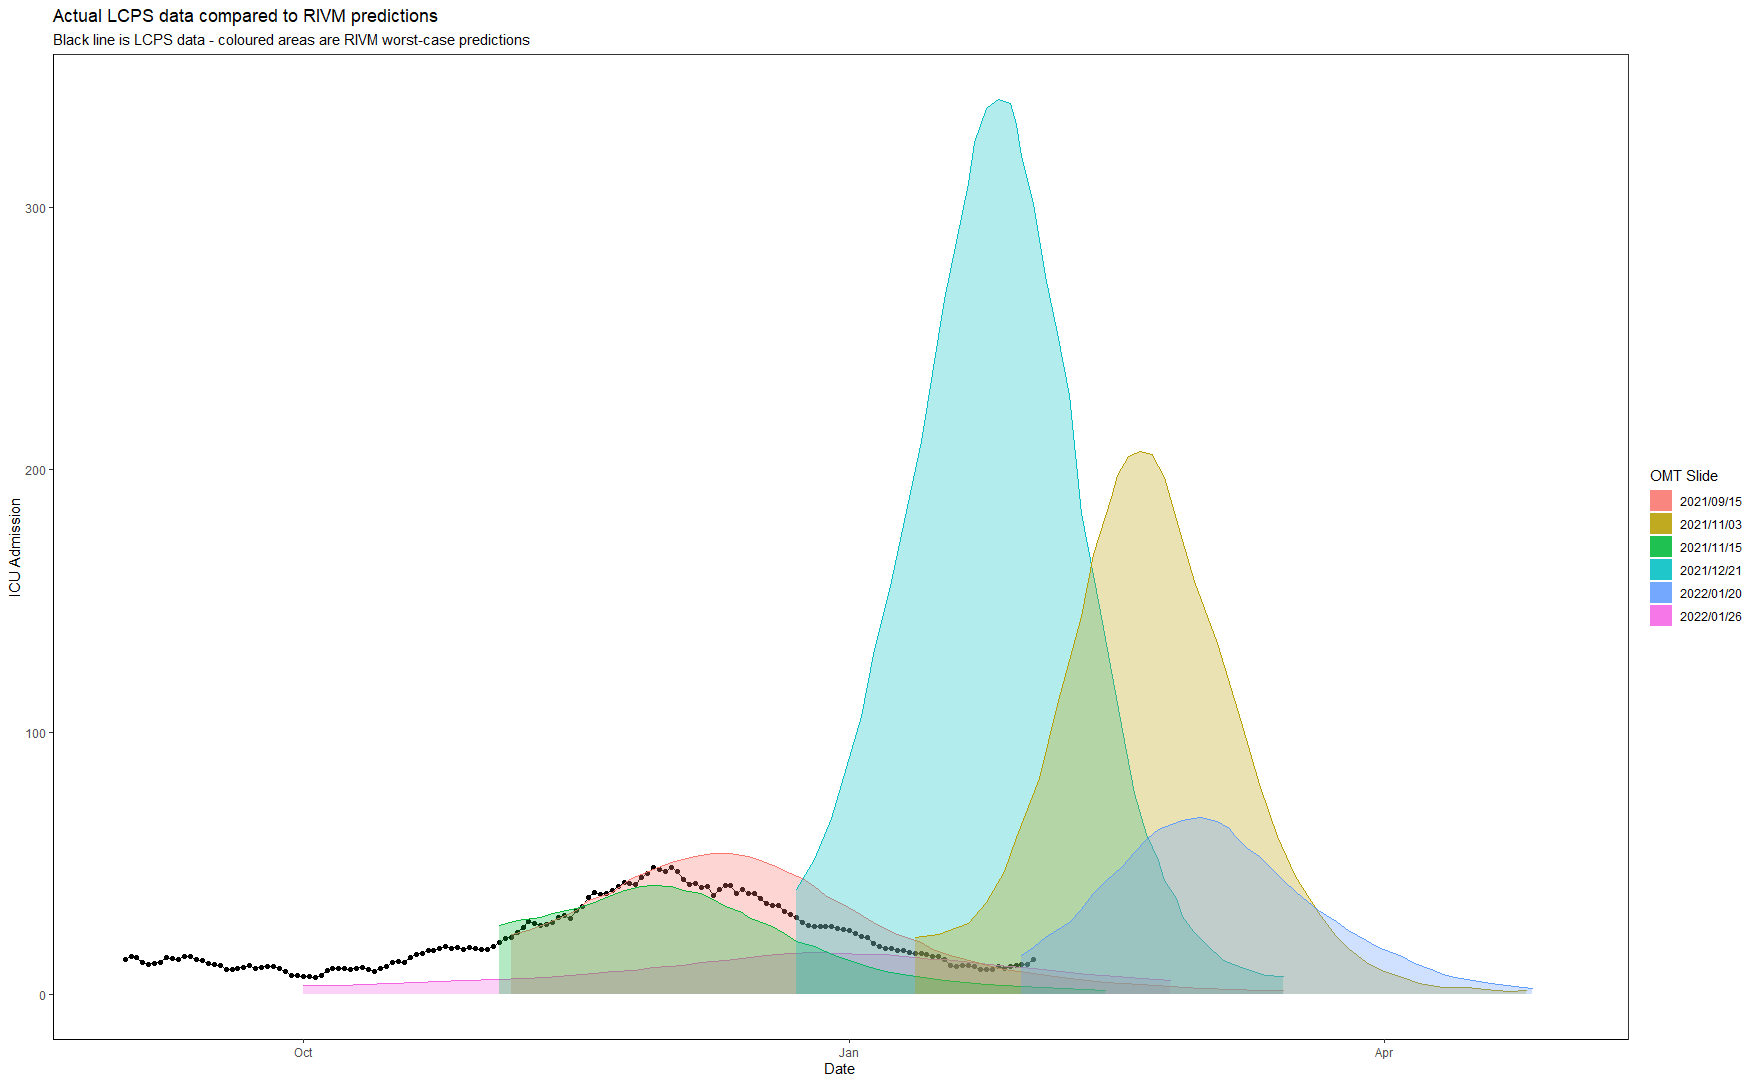 Actual LCPS data compared to RIVM predictions
Black line is LCPS data - coloured areas are RIVM worst-case predictions
300
200
100
0
ICU Admission
Oct
Jan
Apr
Date
OMT Slide
2021/09/15
2021/11/03
2021/11/15
2021/12/21
2022/01/20
2022/01/26